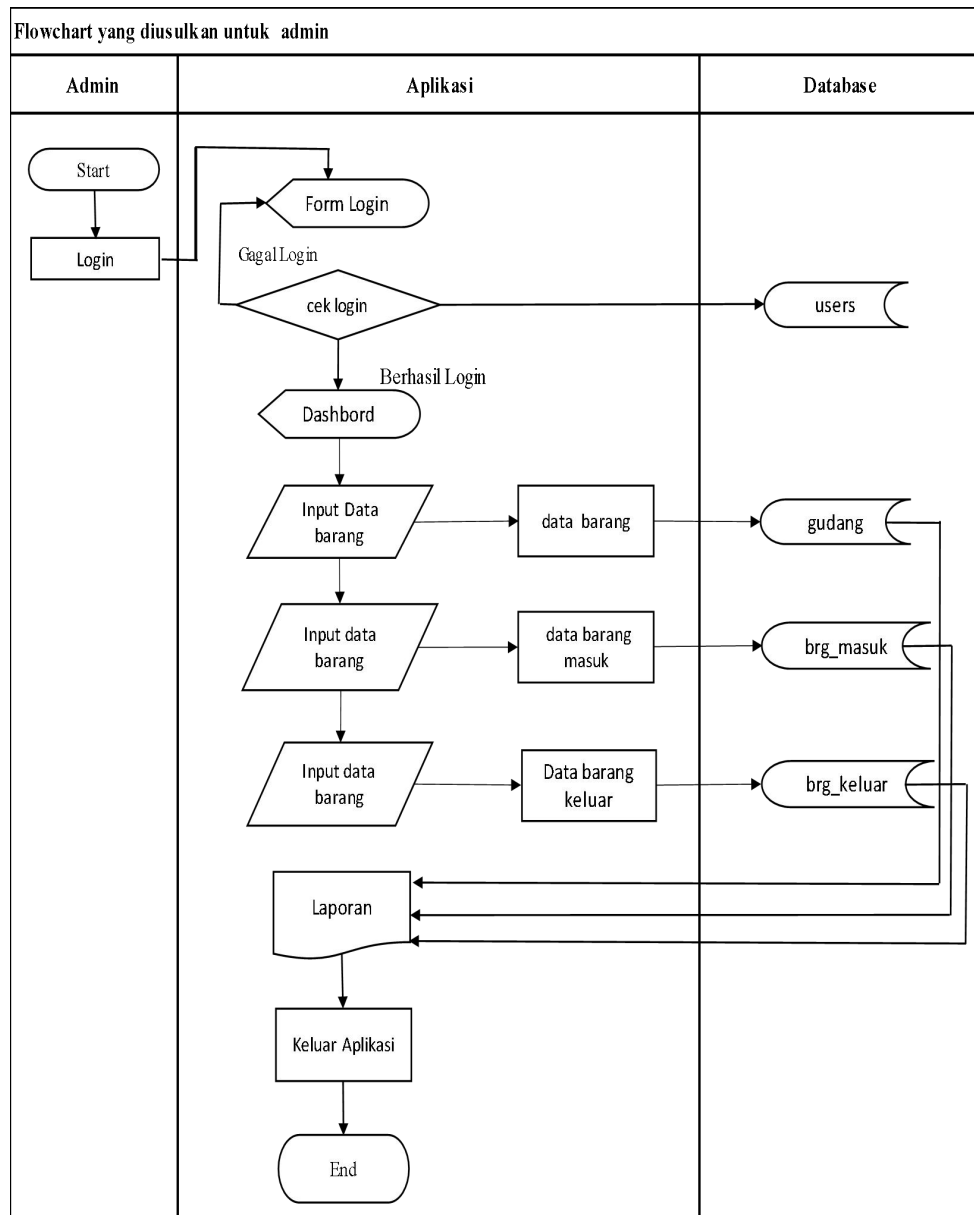 Flowchart yang diusulkan untuk admin
Admin
Aplikasi
Database
Start
Form Login
Login
Gagal Login
cek login
users
Berhasil Login
Dashbord
Input Data
barang
data barang
gudang
Input data
barang
data barang
masuk
brg_masuk
Input data
barang
Data barang
keluar
brg_keluar
Laporan
Keluar Aplikasi
End